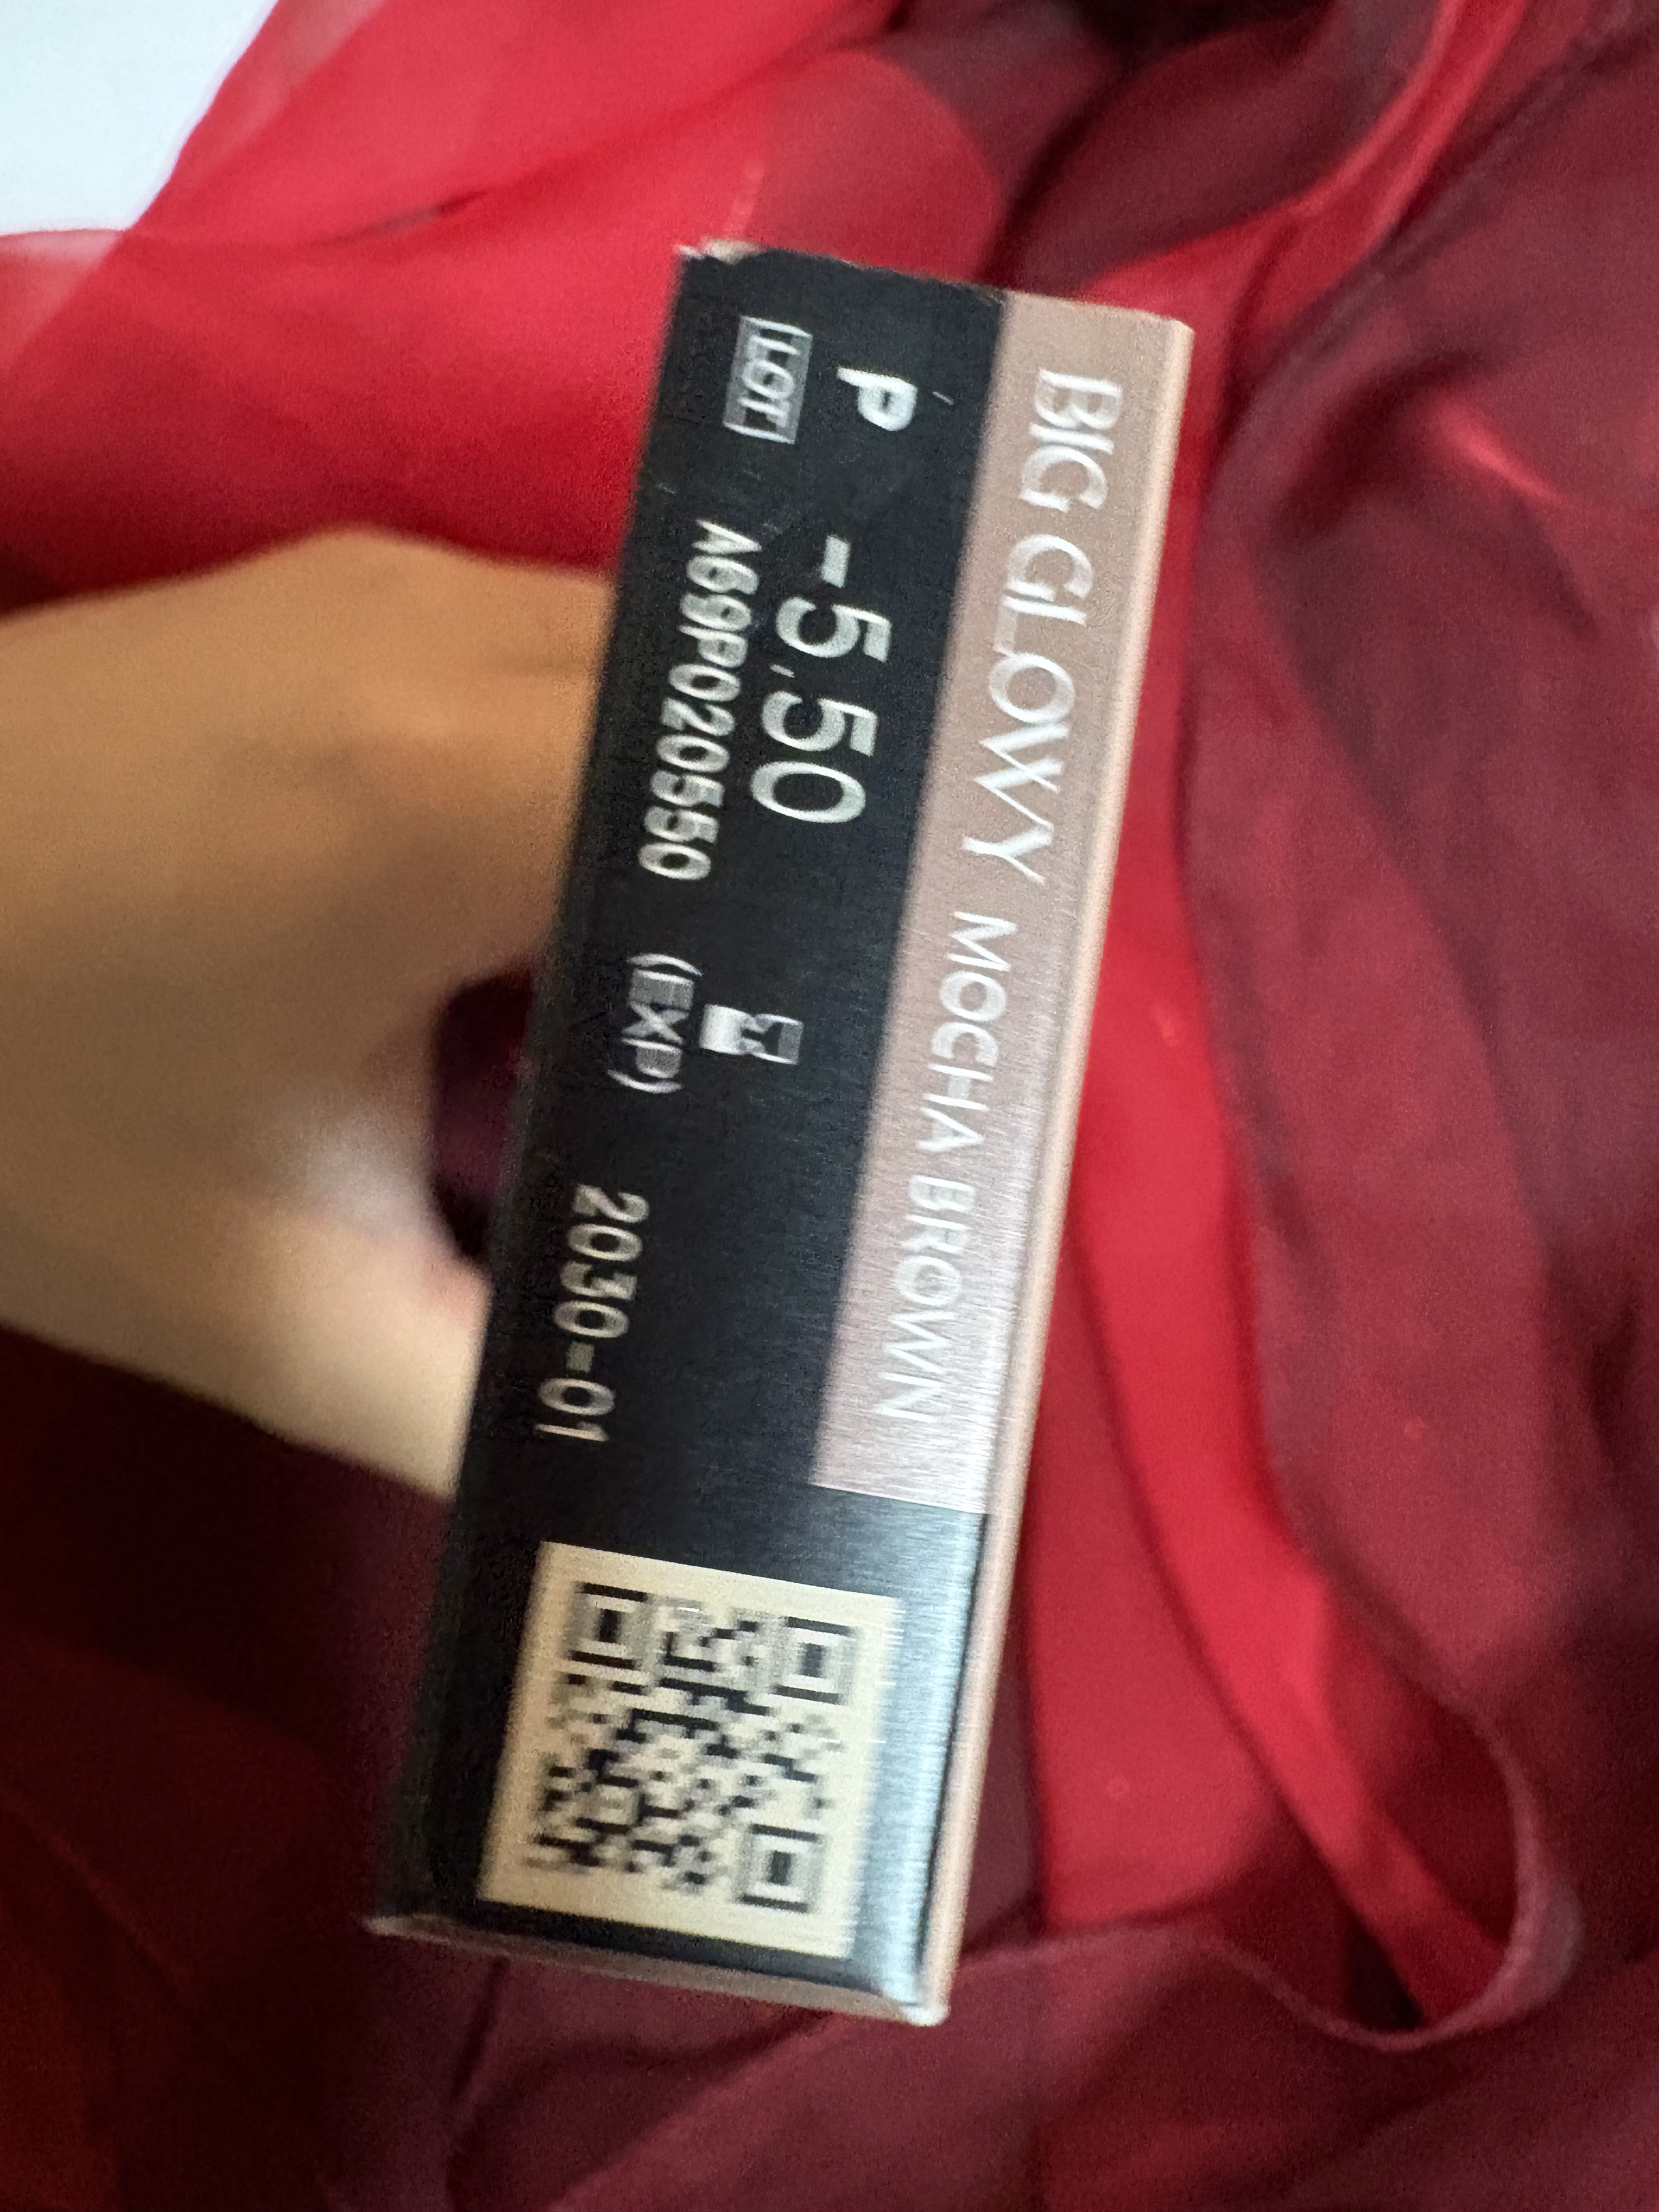 BIG GLOWY MOCHA BROWN
P -5.50
(LOT) A69P020550 (EXP) 2030-01